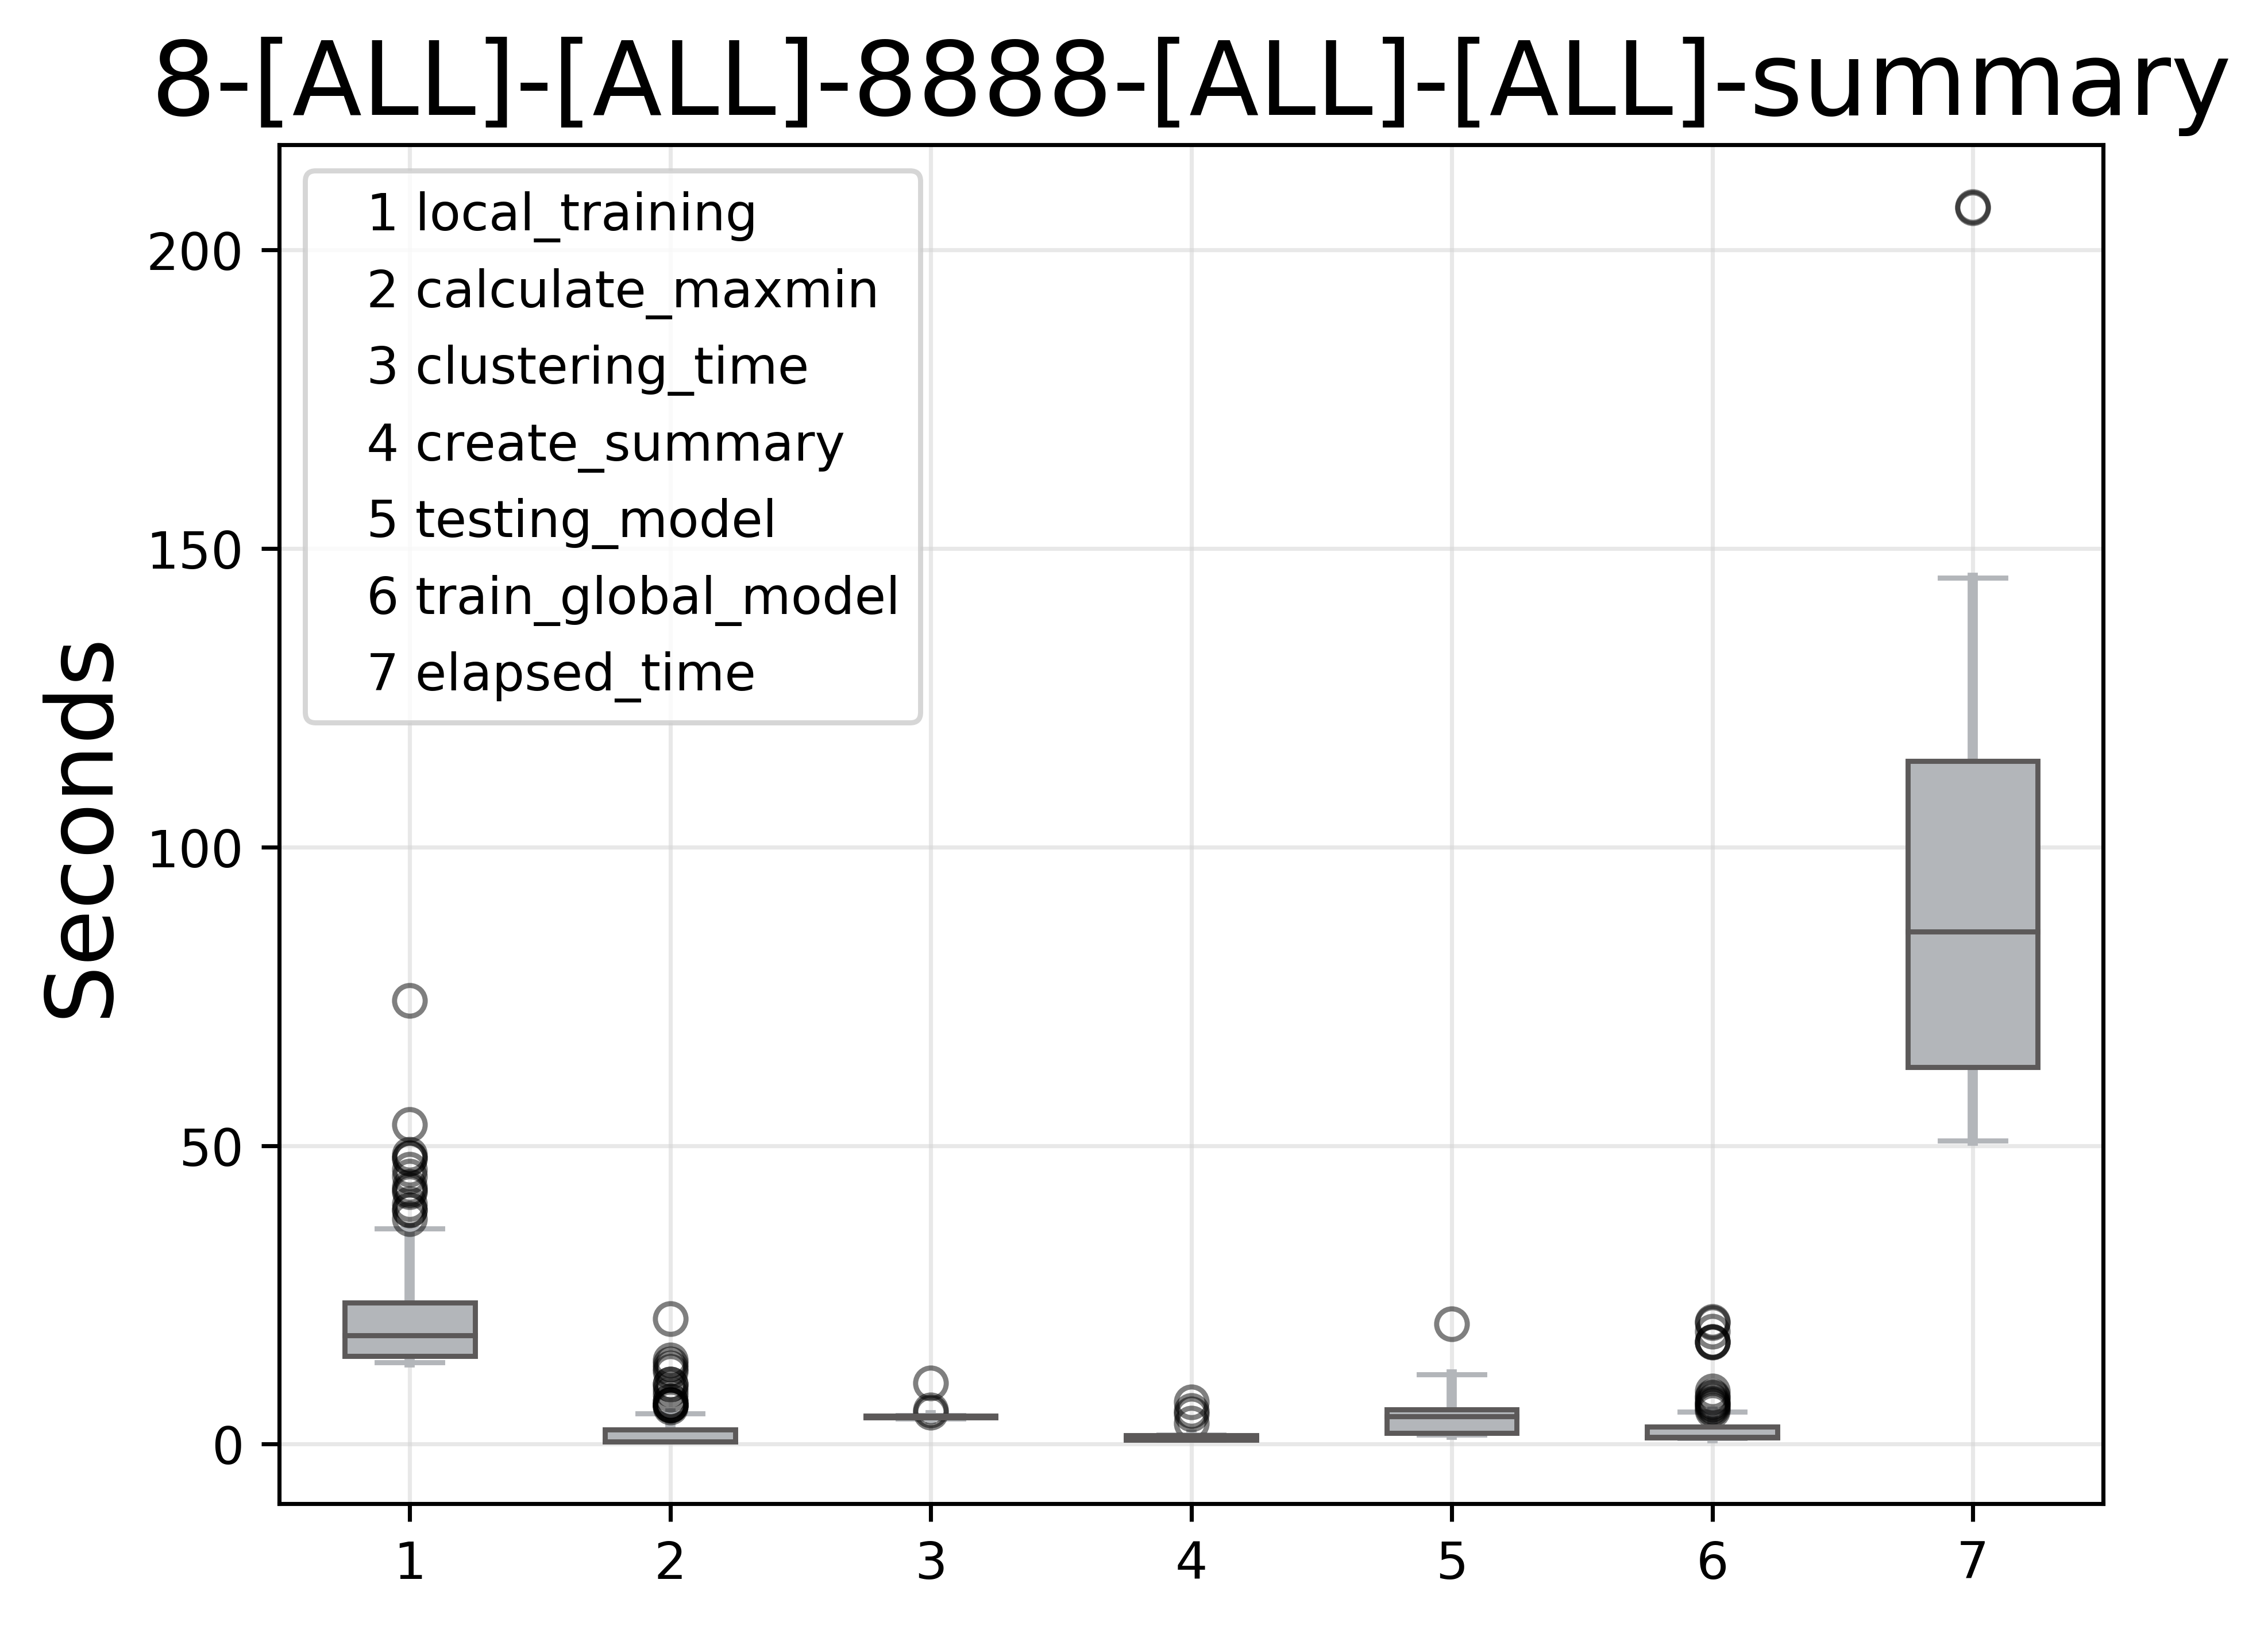 8-[ALL]-[ALL]-8888-[ALL]-[ALL]-summary
Seconds
200
150
100
50
0
1 local_training
2 calculate_maxmin
3 clustering_time
4 create_summary
5 testing_model
6 train_global_model
7 elapsed_time
1 2 3 4 5 6 7